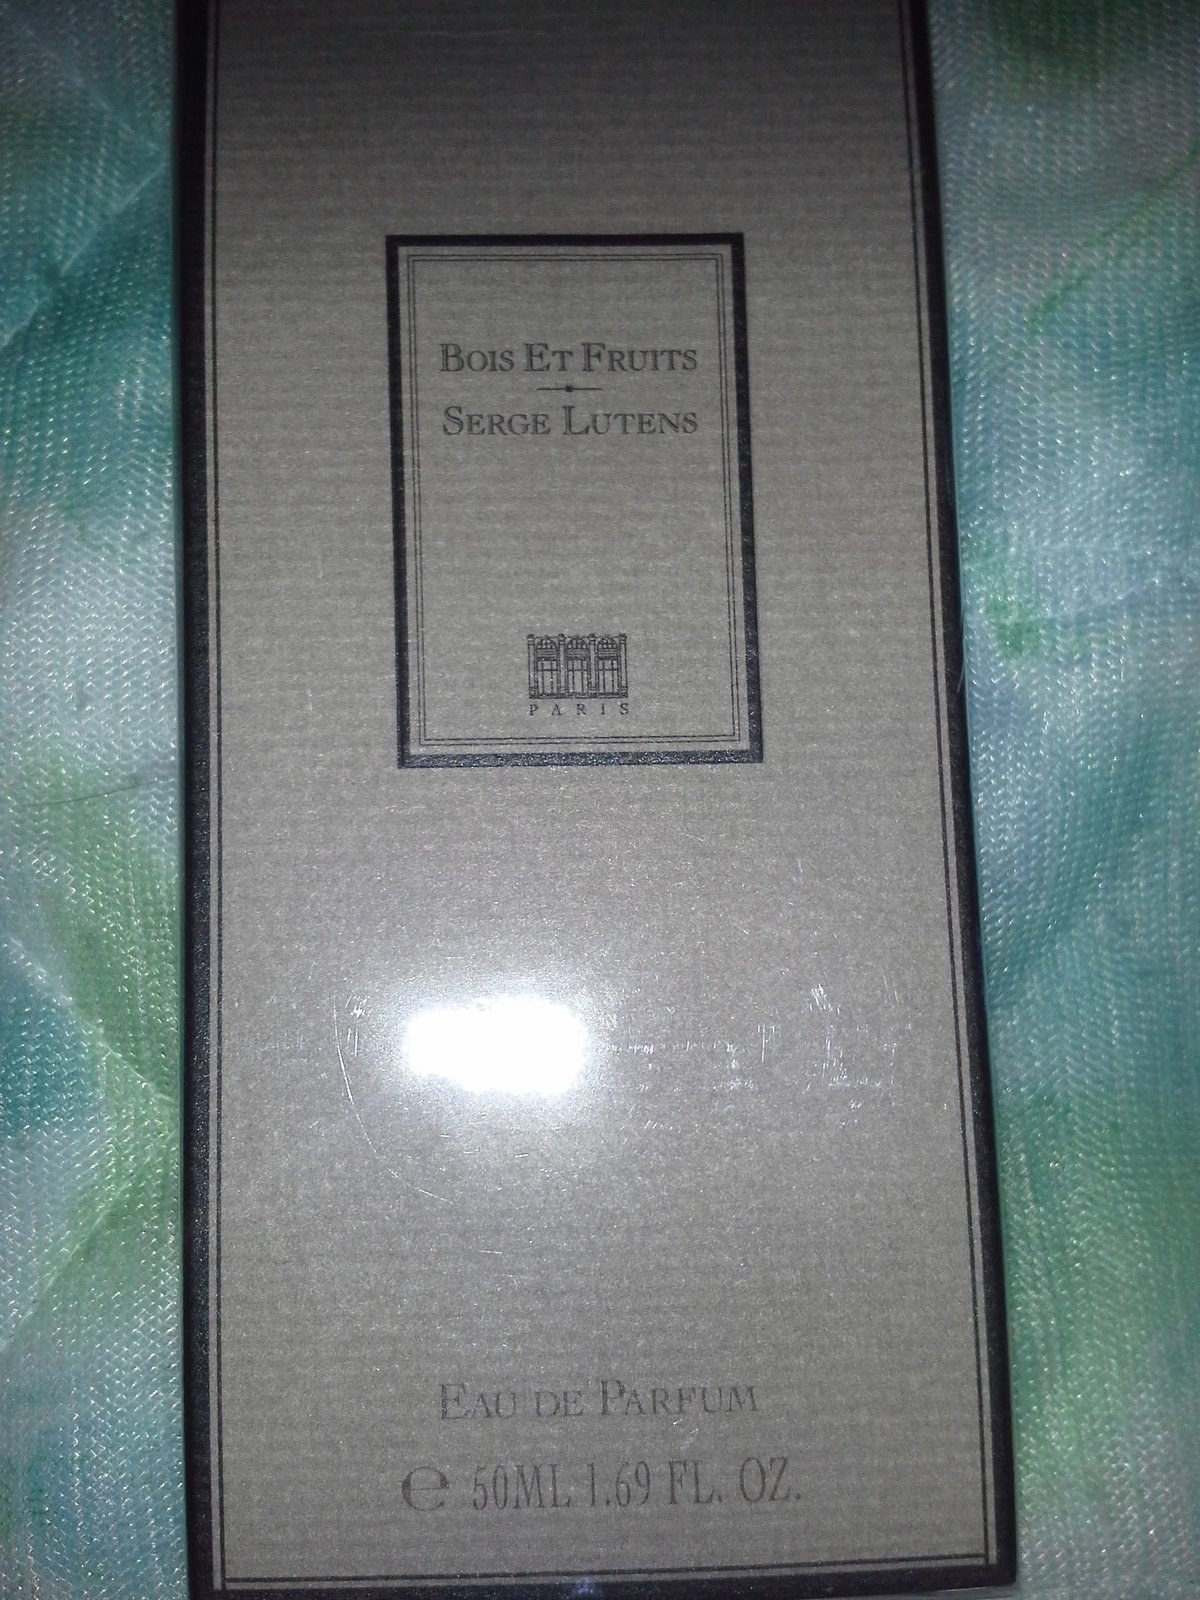 Bois Et Fruits
Serge Lutens
PARIS
Eau de Parfum
℮ 50ML 1.69 FL. OZ.